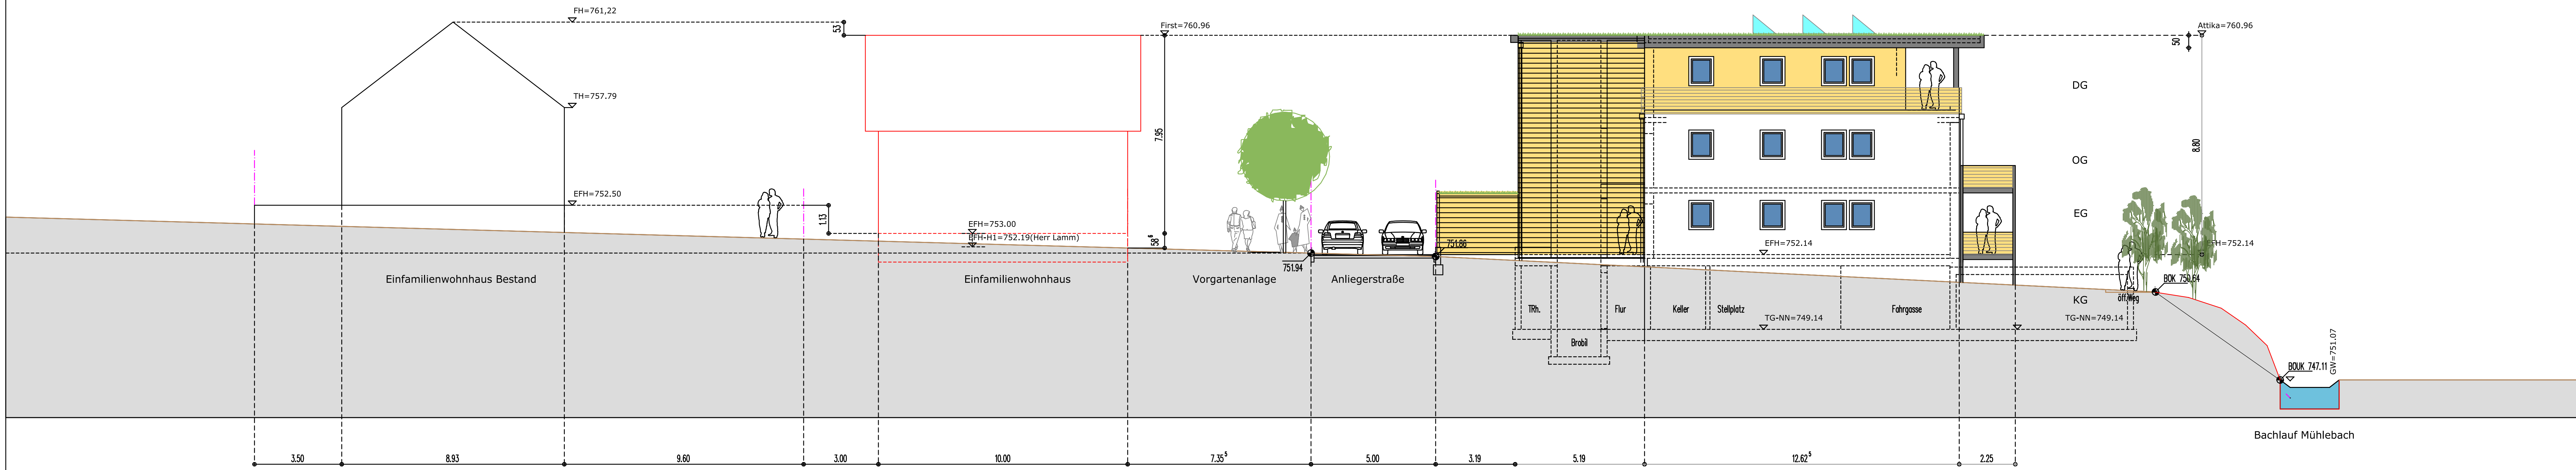 FH=761,22
53
First=760.96
Attika=760.96
50
TH=757.79
7.95
DG
OG
8.80
EFH=752,50
1.13
EFH=753.00
EFH-H1=752.19(Herr Lamm)
58⁵
751.94
751.86
EG
EFH=752.14
EFH=752.14
Einfamilienwohnhaus Bestand
Einfamilienwohnhaus
Vorgartenanlage
Anliegerstraße
BOK 750.64
öff.Weg
KG
TRh.
Flur
Keller
Stellplatz
Fahrgasse
TG-NN=749.14
TG-NN=749.14
Brobil
GW=751.07
BOUK 747.11
Bachlauf Mühlebach
3.50
8.93
9.60
3.00
10.00
7.35⁵
5.00
3.19
5.19
12.62⁵
2.25